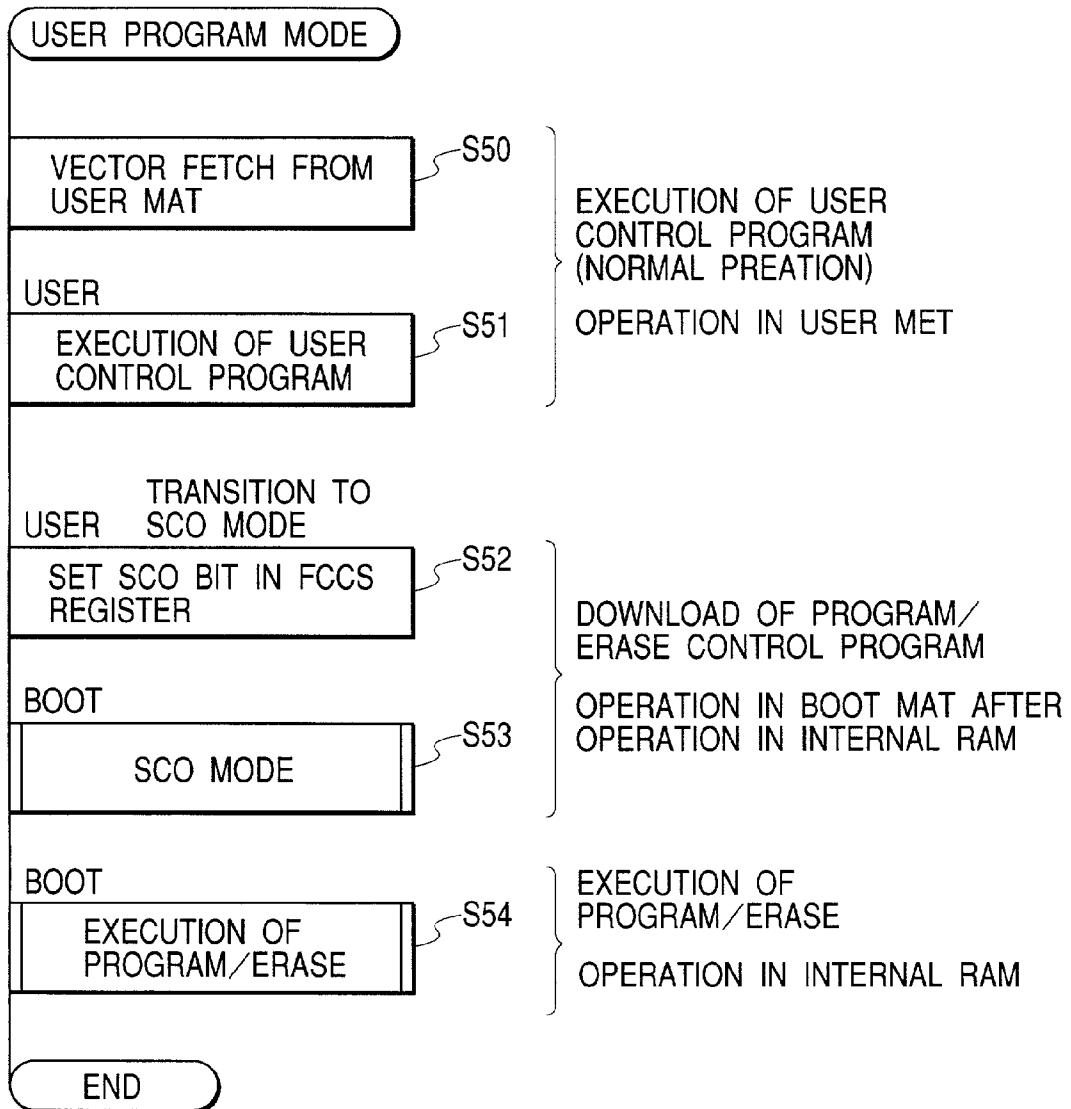 USER PROGRAM MODE
VECTOR FETCH FROM
USER MAT
S50
EXECUTION OF USER
CONTROL PROGRAM
(NORMAL PREATION)
OPERATION IN USER MET
USER
EXECUTION OF USER
CONTROL PROGRAM
S51
TRANSITION TO
USER SCO MODE
SET SCO BIT IN FCCS
REGISTER
S52
DOWNLOAD OF PROGRAM/
ERASE CONTROL PROGRAM
OPERATION IN BOOT MAT AFTER
OPERATION IN INTERNAL RAM
BOOT
SCO MODE
S53
BOOT
EXECUTION OF
PROGRAM/ERASE
S54
EXECUTION OF
PROGRAM/ERASE
OPERATION IN INTERNAL RAM
END